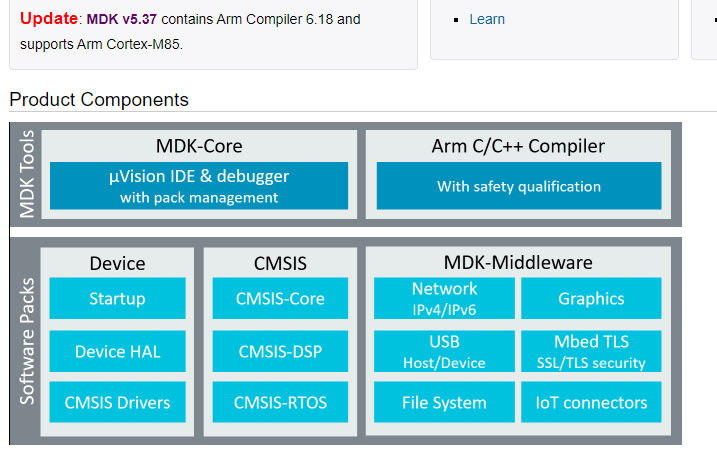 Update: MDK v5.37 contains Arm Compiler 6.18 and
supports Arm Cortex-M85.
Learn
Product Components
MDK Tools
MDK-Core
µVision IDE & debugger
with pack management
Arm C/C++ Compiler
With safety qualification
Software Packs
Device
Startup
Device HAL
CMSIS Drivers
CMSIS
CMSIS-Core
CMSIS-DSP
CMSIS-RTOS
MDK-Middleware
Network
IPv4/IPv6
Graphics
USB
Host/Device
Mbed TLS
SSL/TLS security
File System
IoT connectors